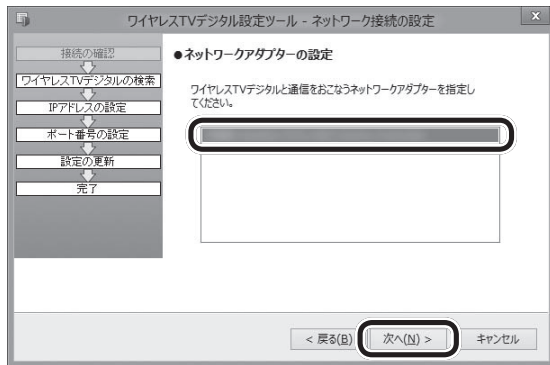 ワイヤレスTVデジタル設定ツール - ネットワーク接続の設定
x
接続の確認
ワイヤレスTVデジタルの検索
IPアドレスの設定
ポート番号の設定
設定の更新
完了
●ネットワークアダプターの設定
ワイヤレスTVデジタルと通信をおこなうネットワークアダプターを指定し
てください。
< 戻る(B)
次へ(N) >
キャンセル